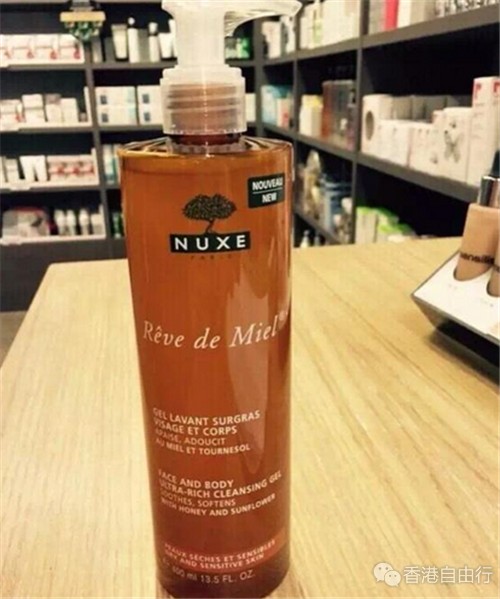 NOUVEAU
NEW
NUXE
PARIS
Rêve de Miel
GEL LAVANT SURGRAS
VISAGE ET CORPS
APAISE, ADOUCIT
AU MIEL ET TOURNESOL
FACE AND BODY
ULTRA-RICH CLEANSING GEL
SOOTHES, SOFTENS
WITH HONEY AND SUNFLOWER
PEAUX SÈCHES ET SENSIBLES
DRY AND SENSITIVE SKIN
400 ml 13.5 FL. OZ.
香港自由行